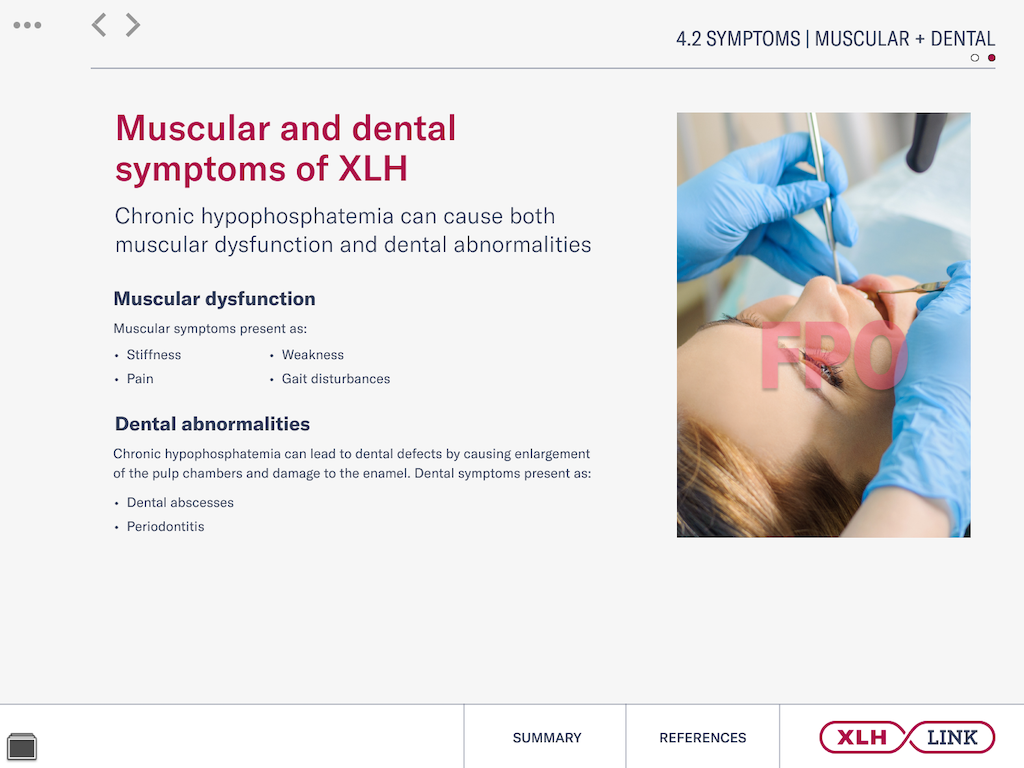 4.2 SYMPTOMS | MUSCULAR + DENTAL
Muscular and dental
symptoms of XLH
Chronic hypophosphatemia can cause both
muscular dysfunction and dental abnormalities
Muscular dysfunction
Muscular symptoms present as:
• Stiffness
• Pain
• Weakness
• Gait disturbances
Dental abnormalities
Chronic hypophosphatemia can lead to dental defects by causing enlargement
of the pulp chambers and damage to the enamel. Dental symptoms present as:
• Dental abscesses
• Periodontitis
FPO
SUMMARY
REFERENCES
XLH LINK